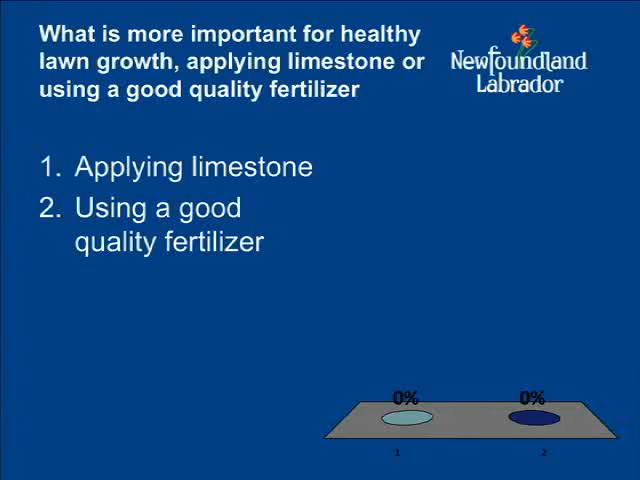 What is more important for healthy
lawn growth, applying limestone or
using a good quality fertilizer
Newfoundland
Labrador
1. Applying limestone
2. Using a good
quality fertilizer
0% 0%
1 2